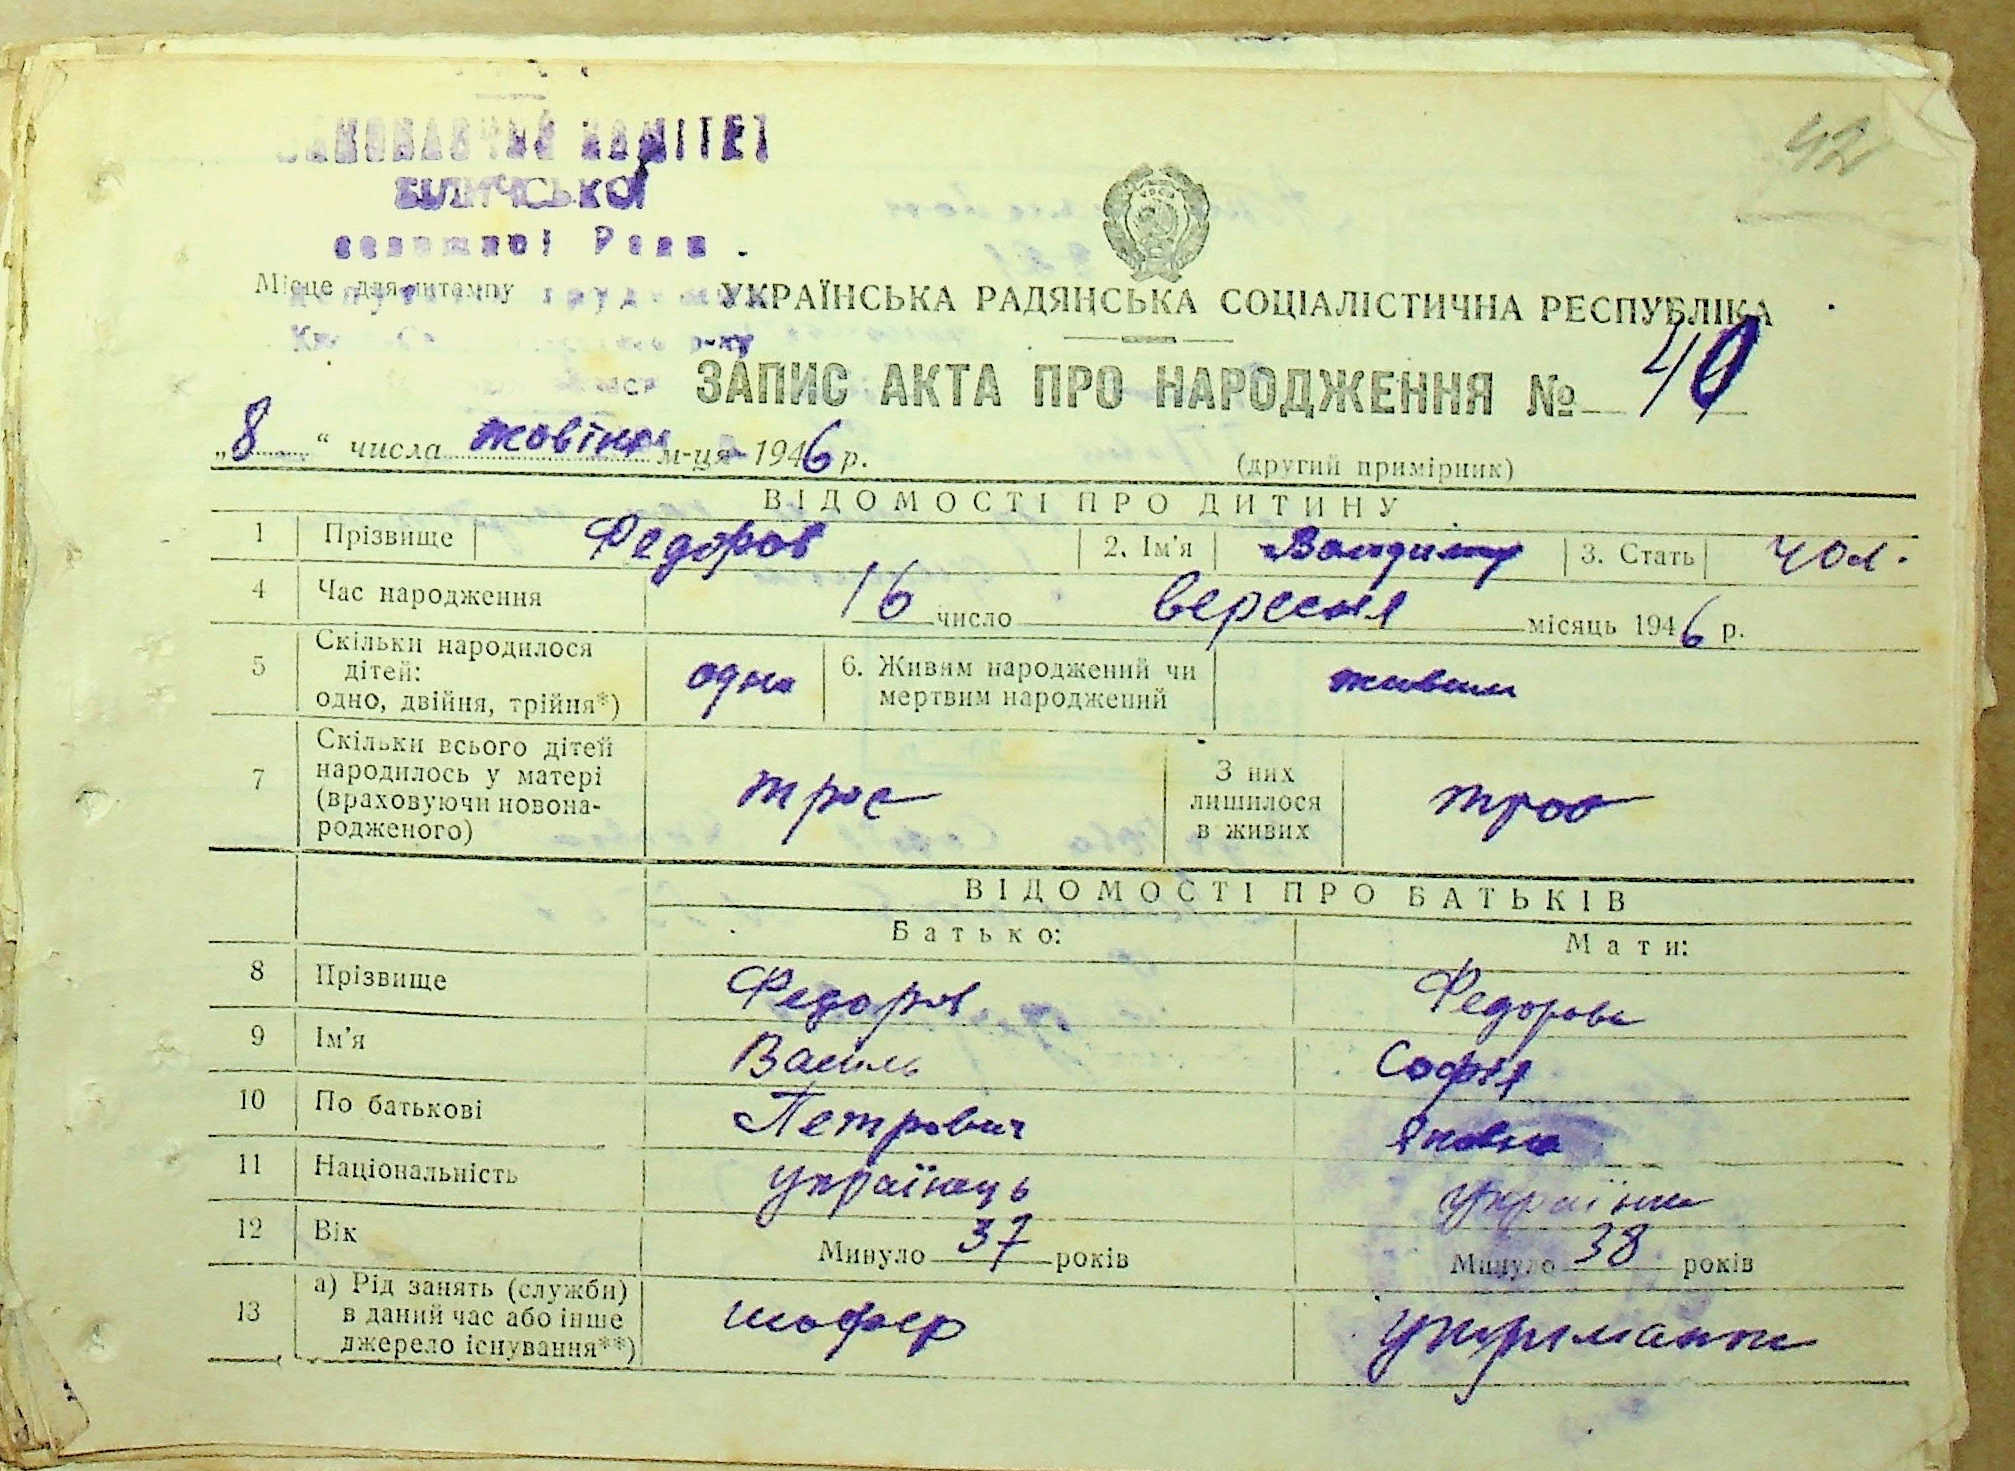 42
ВИКОНАВЧИЙ КОМІТЕТ
БІЛИЧСЬКОЇ
селищної Ради
Місце для штампу
УКРАЇНСЬКА РАДЯНСЬКА СОЦІАЛІСТИЧНА РЕСПУБЛІКА
ЗАПИС АКТА ПРО НАРОДЖЕННЯ № 40
„8“ числа жовтня м-ця 1946 р.
(другий примірник)
ВІДОМОСТІ ПРО ДИТИНУ
1 Прізвище Федоров 2. Ім'я Володимир 3. Стать чол.
4 Час народження 16 число вересня місяць 1946 р.
5 Скільки народилося дітей: одно, двійня, трійня*) одна 6. Живим народжений чи мертвим народжений живим
7 Скільки всього дітей народилось у матері (враховуючи новонародженого) троє З них лишилося в живих троє
ВІДОМОСТІ ПРО БАТЬКІВ
Батько: Мати:
8 Прізвище Федоров Федорова
9 Ім'я Василь Софія
10 По батькові Петрович
11 Національність українець українка
12 Вік Минуло 37 років Минуло 38 років
13 а) Рід занять (служби) в даний час або інше джерело існування**) шофер утриманка